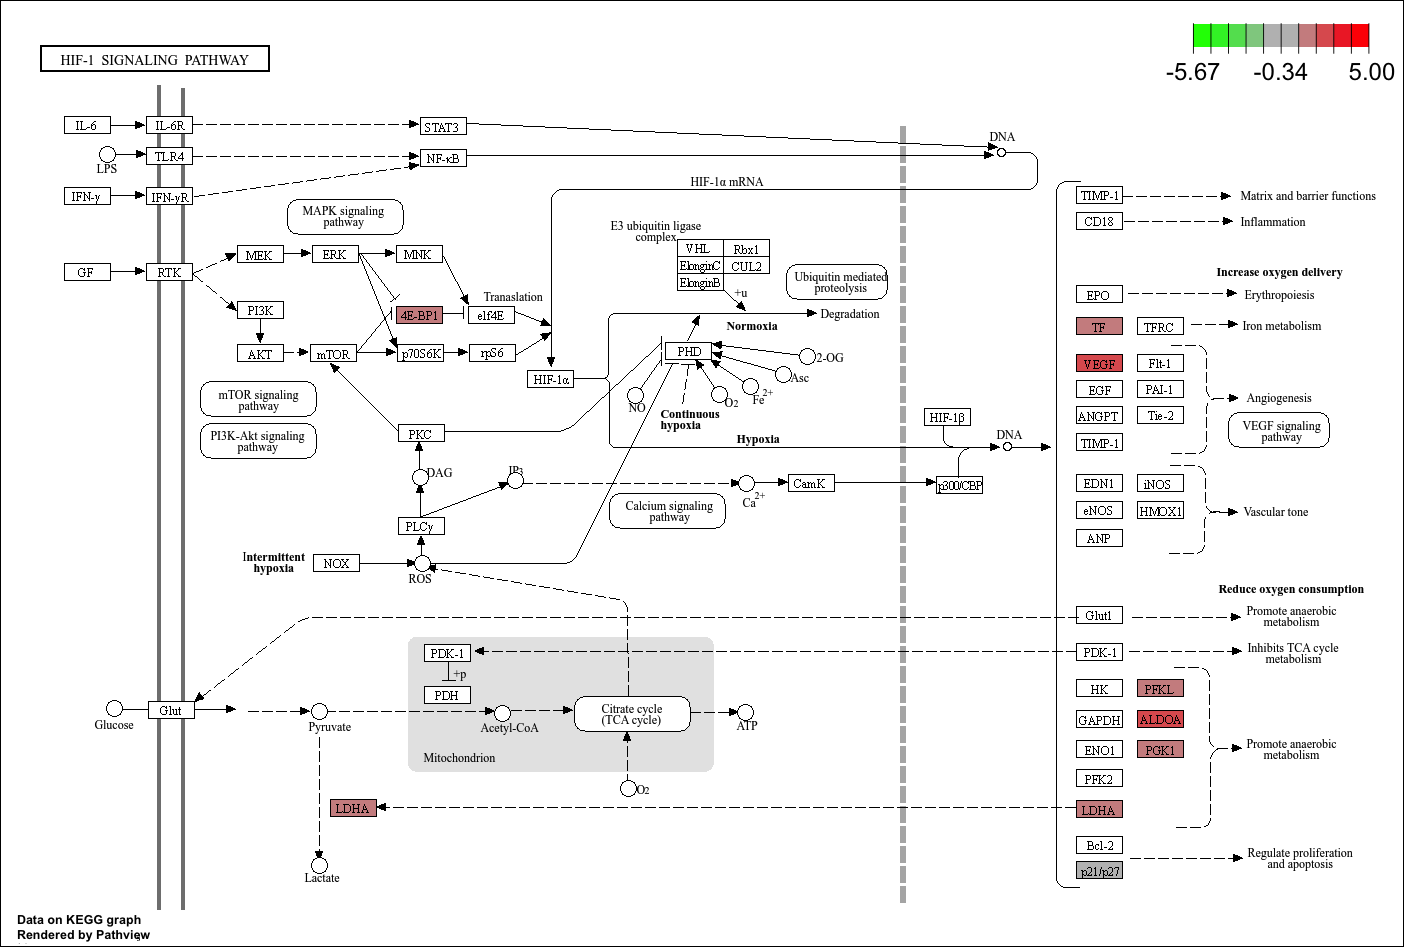 HIF-1 SIGNALING PATHWAY
-5.67 -0.34 5.00
IL-6
IL-6R
STAT3
DNA
LPS
TLR4
NF-κB
IFN-γ
IFN-γR
HIF-1α mRNA
TIMP-1
Matrix and barrier functions
CD18
Inflammation
MAPK signaling
pathway
E3 ubiquitin ligase
complex
VHL
Rbx1
ElonginC
CUL2
ElonginB
+u
Ubiquitin mediated
proteolysis
GF
RTK
MEK
ERK
MNK
Increase oxygen delivery
EPO
Erythropoiesis
PI3K
4E-BP1
Translation
eIf4E
Degradation
Normoxia
TF
TFRC
Iron metabolism
AKT
mTOR
p70S6K
rpS6
PHD
2-OG
Asc
Fe2+
O2
NO
HIF-1α
VEGF
Flt-1
EGF
PAI-1
Angiogenesis
ANGPT
Tie-2
VEGF signaling
pathway
TIMP-1
mTOR signaling
pathway
PI3K-Akt signaling
pathway
Continuous
hypoxia
Hypoxia
HIF-1β
DNA
PKC
DAG
IP3
Ca2+
CamK
p300/CBP
Calcium signaling
pathway
EDN1
iNOS
eNOS
HMOX1
Vascular tone
ANP
PLCγ
Intermittent
hypoxia
NOX
ROS
Reduce oxygen consumption
Glut1
Promote anaerobic
metabolism
PDK-1
+p
PDH
PDK-1
Inhibits TCA cycle
metabolism
Glucose
Glut
Pyruvate
Acetyl-CoA
Citrate cycle
(TCA cycle)
ATP
Mitochondrion
O2
HK
PFKL
GAPDH
ALDOA
ENO1
PGK1
Promote anaerobic
metabolism
PFK2
LDHA
LDHA
Lactate
Bcl-2
p21/p27
Regulate proliferation
and apoptosis
Data on KEGG graph
Rendered by Pathview